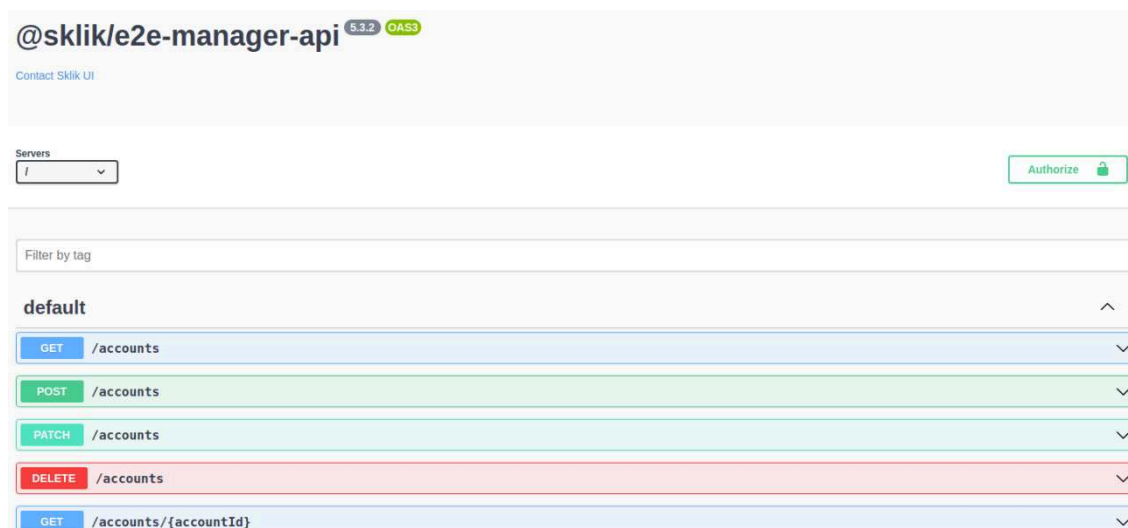 @sklik/e2e-manager-api 5.3.2 OAS3
Contact Sklik UI
Servers
/
Authorize
Filter by tag
default
GET /accounts
POST /accounts
PATCH /accounts
DELETE /accounts
GET /accounts/{accountId}